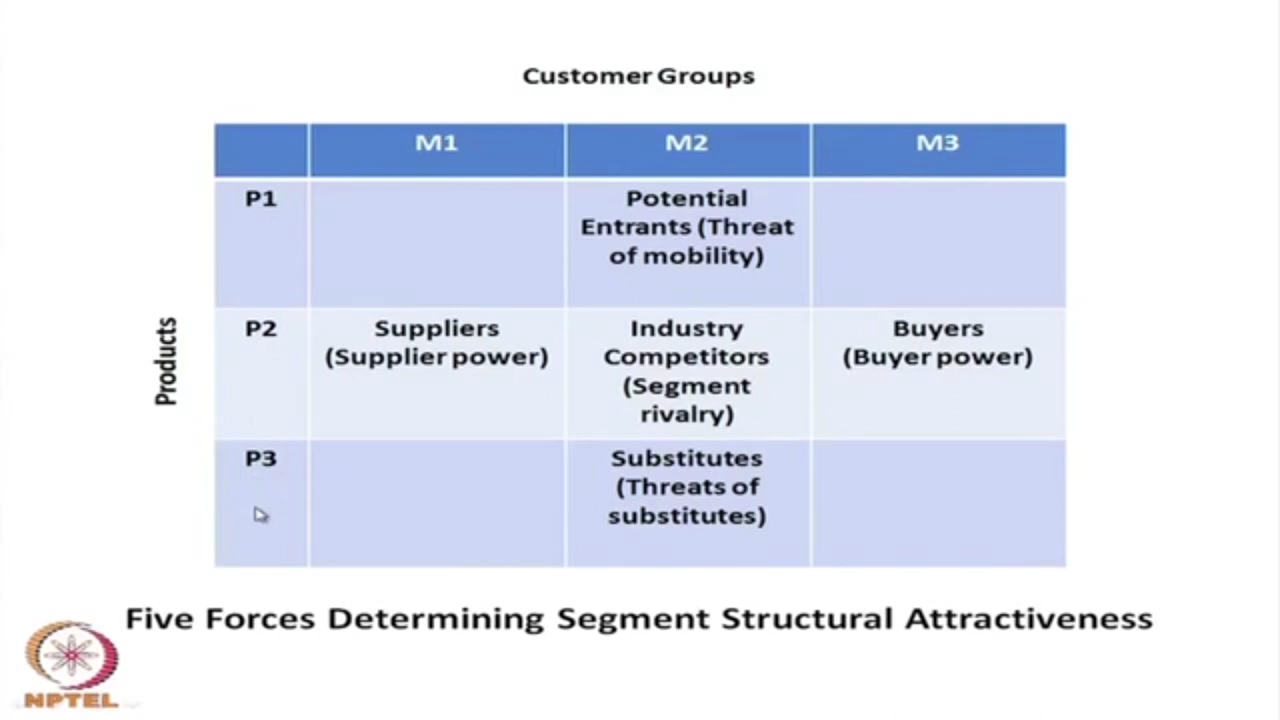 Customer Groups
M1 M2 M3
P1
Potential
Entrants (Threat
of mobility)
Products
P2
Suppliers
(Supplier power)
Industry
Competitors
(Segment
rivalry)
Buyers
(Buyer power)
P3
Substitutes
(Threats of
substitutes)
Five Forces Determining Segment Structural Attractiveness
NPTEL